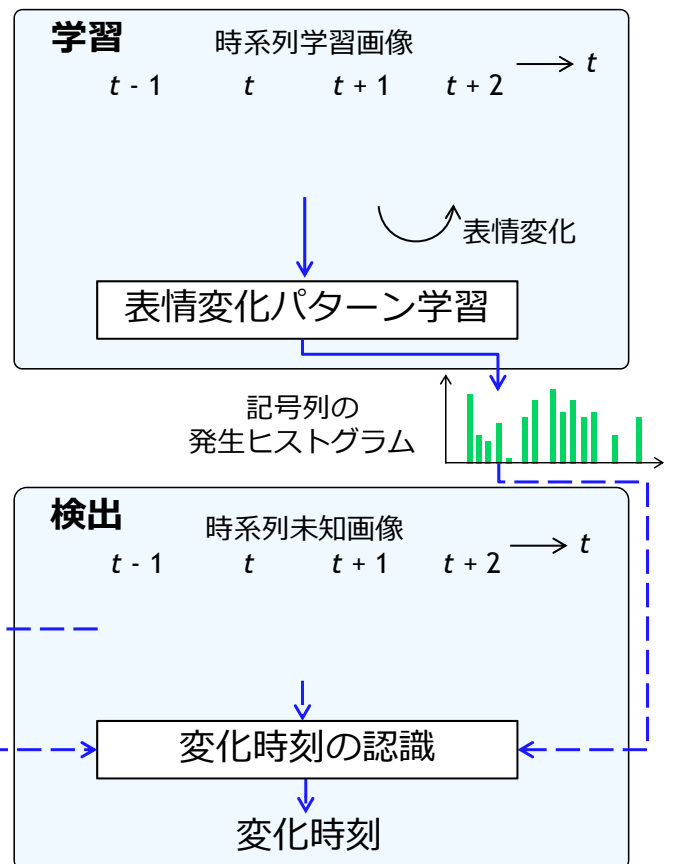 学習
時系列学習画像
t - 1 t t + 1 t + 2 t
表情変化
表情変化パターン学習
記号列の
発生ヒストグラム
検出
時系列未知画像
t - 1 t t + 1 t + 2 t
変化時刻の認識
変化時刻